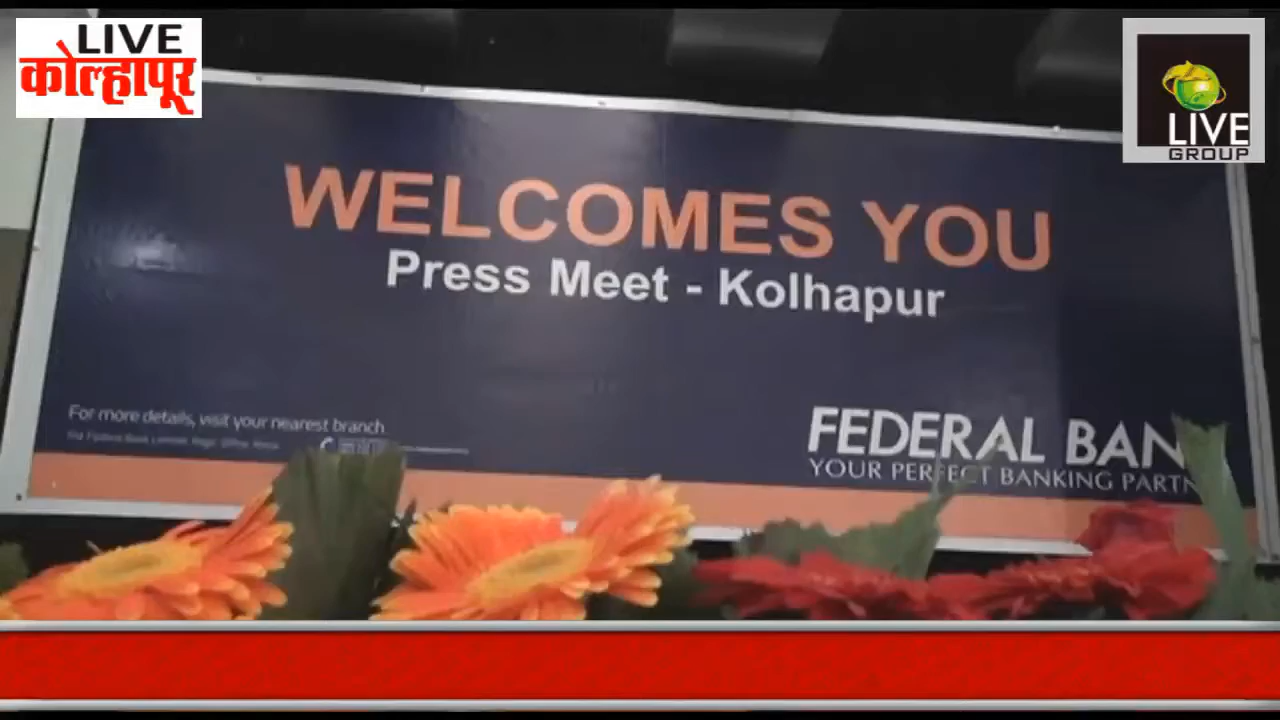 LIVE
कोल्हापूर
LIVE
GROUP
WELCOMES YOU
Press Meet - Kolhapur
For more details, visit your nearest branch
FEDERAL BAN
YOUR PERFECT BANKING PARTN